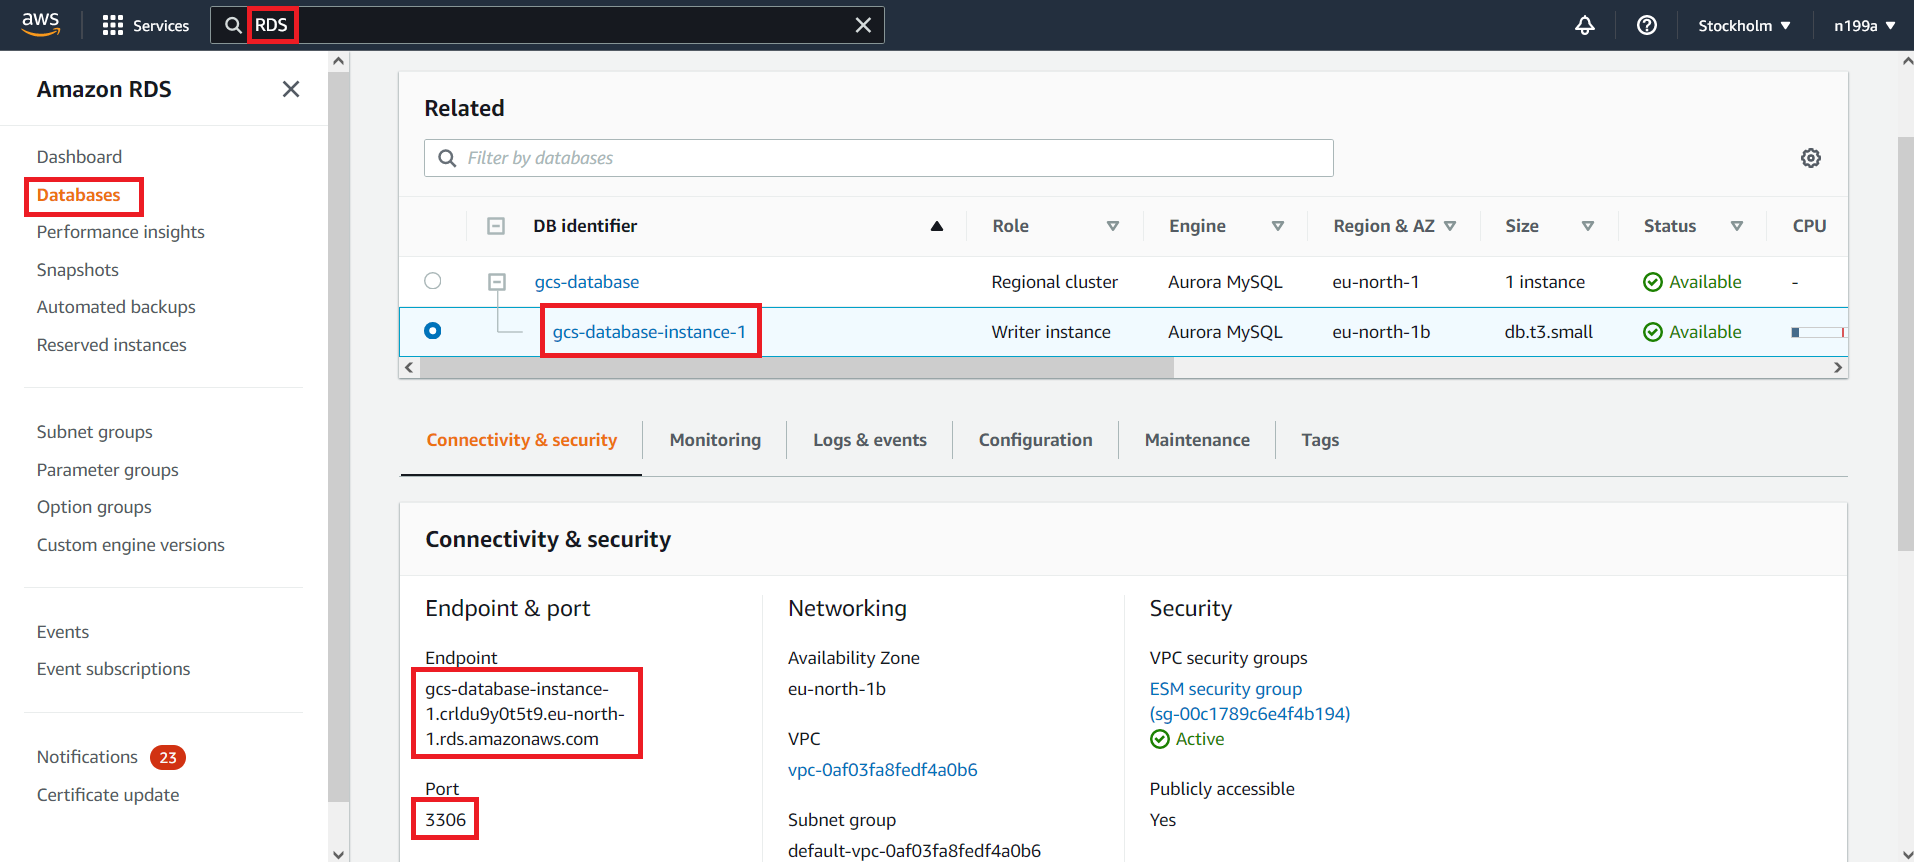 aws
Services
RDS
Stockholm
n199a
Amazon RDS
Dashboard
Databases
Performance insights
Snapshots
Automated backups
Reserved instances
Subnet groups
Parameter groups
Option groups
Custom engine versions
Events
Event subscriptions
Notifications 23
Certificate update
Related
Filter by databases
DB identifier Role Engine Region & AZ Size Status CPU
gcs-database Regional cluster Aurora MySQL eu-north-1 1 instance Available -
gcs-database-instance-1 Writer instance Aurora MySQL eu-north-1b db.t3.small Available
Connectivity & security Monitoring Logs & events Configuration Maintenance Tags
Connectivity & security
Endpoint & port
Endpoint
gcs-database-instance-
1.crldu9y0t5t9.eu-north-
1.rds.amazonaws.com
Port
3306
Networking
Availability Zone
eu-north-1b
VPC
vpc-0af03fa8fedf4a0b6
Subnet group
default-vpc-0af03fa8fedf4a0b6
Security
VPC security groups
ESM security group
(sg-00c1789c6e4f4b194)
Active
Publicly accessible
Yes